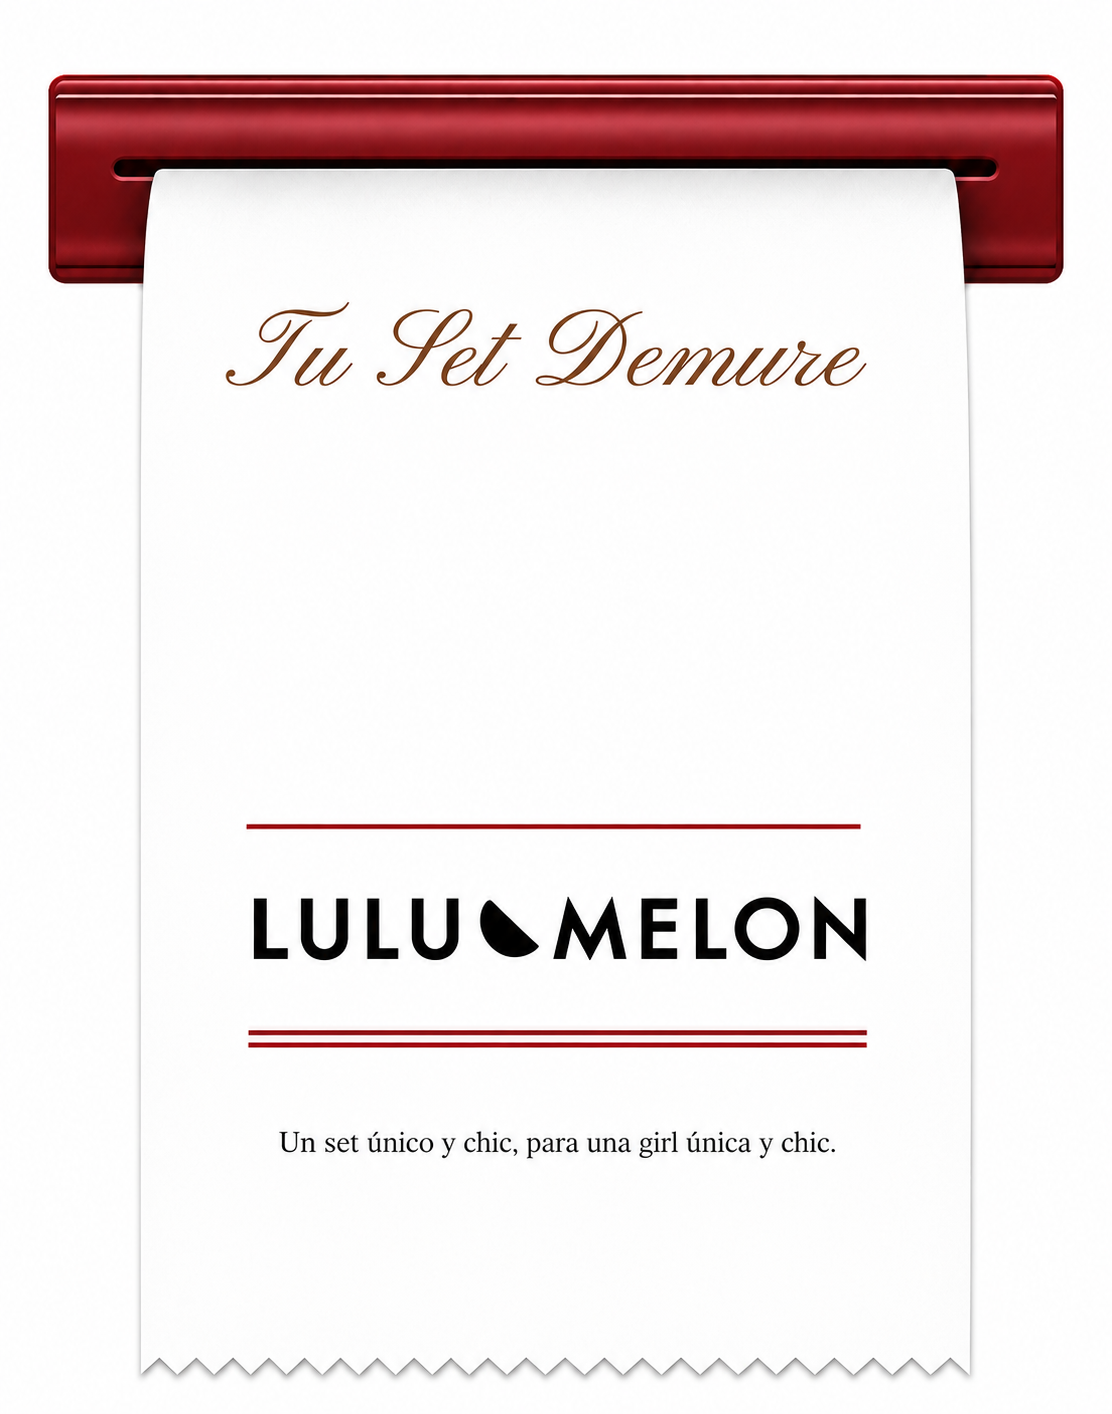 Tu Set Demure
LULU MELON
Un set único y chic, para una girl única y chic.